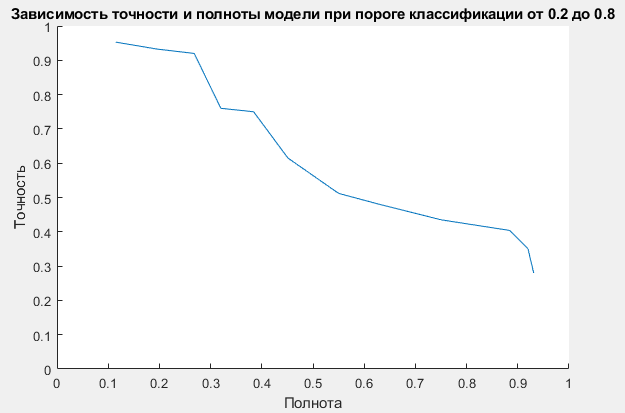 Зависимость точности и полноты модели при пороге классификации от 0.2 до 0.8
1
0.9
0.8
0.7
0.6
0.5
0.4
0.3
0.2
0.1
0
Точность
0 0.1 0.2 0.3 0.4 0.5 0.6 0.7 0.8 0.9 1
Полнота